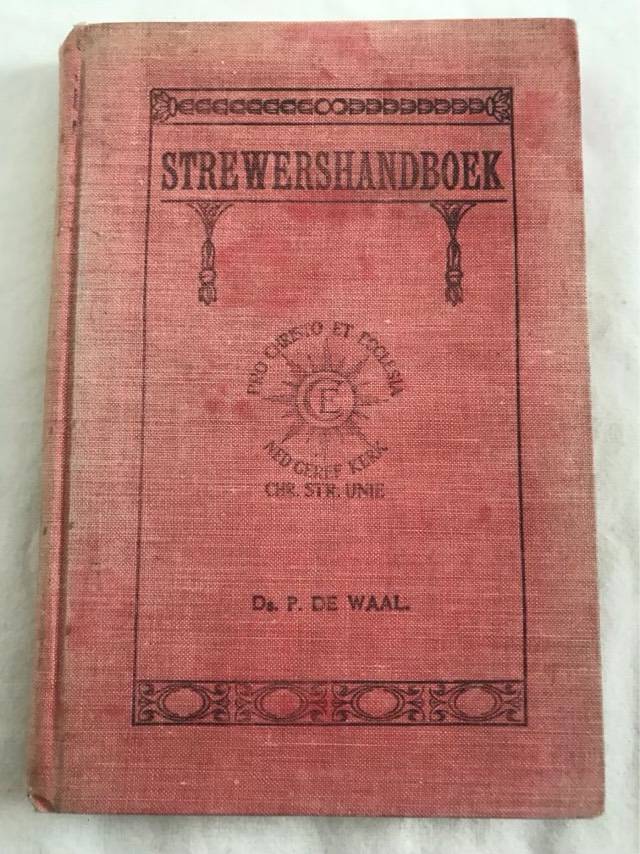 STREWERSHANDBOEK
PRO CHRISTO ET ECCLESIA
CE
NED GEREF KERK
CHR. STR. UNIE
Ds. P. DE WAAL.